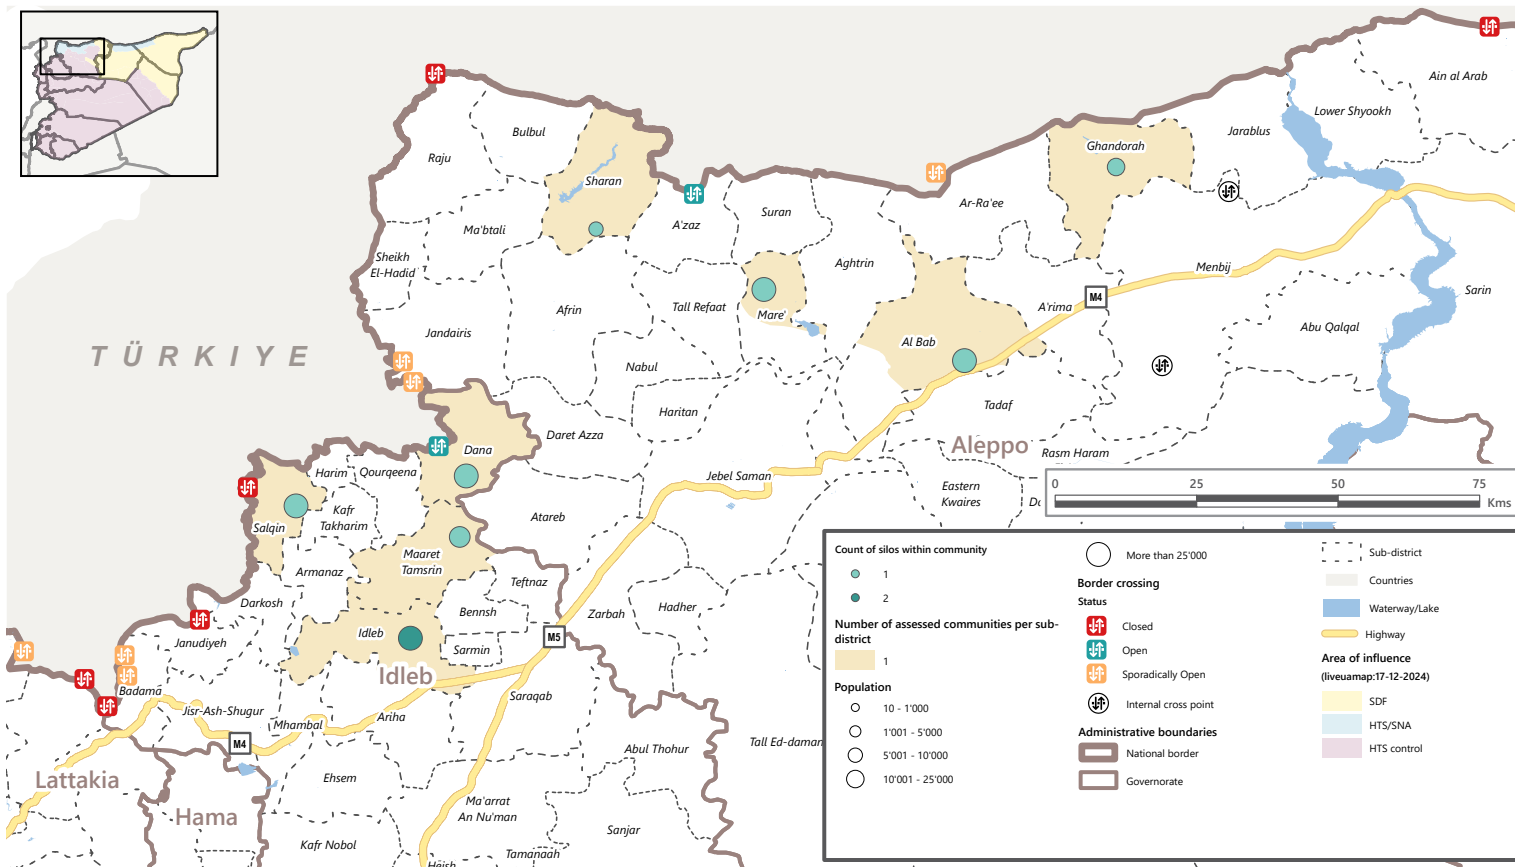 Ain al Arab
Lower Shyookh
Jarablus
Ghandorah
Bulbul
Raju
Sharan
Ar-Ra'ee
Suran
A'zaz
Ma'btali
Sheikh
El-Hadid
Aghtrin
Menbij
Sarin
M4
A'rima
Tall Refaat
Mare'
Afrin
Abu Qalqal
Jandairis
Al Bab
TÜRKIYE
Nabul
Haritan
Tadaf
Daret Azza
Aleppo
Dana
Rasm Haram
Harim
Qourqeena
Jebel Saman
Eastern
Kwaires
0
25
50
75
Kms
Kafr
Takharim
Salqin
Atareb
Maaret
Tamsrin
Armanaz
Teftnaz
Darkosh
Bennsh
Zarbah
Hadher
Idleb
M5
Janudiyeh
Sarmin
Idleb
Badama
Saraqab
Jisr-Ash-Shugur
Mhambal
Ariha
M4
Abul Thohur
Tall Ed-daman
Lattakia
Ehsem
Hama
Ma'arrat
An Nu'man
Sanjar
Kafr Nobol
Tamanaah
Heish
Count of silos within community
1
2
Number of assessed communities per sub-
district
1
Population
10 - 1'000
1'001 - 5'000
5'001 - 10'000
10'001 - 25'000
More than 25'000
Border crossing
Status
Closed
Open
Sporadically Open
Internal cross point
Administrative boundaries
National border
Governorate
Sub-district
Countries
Waterway/Lake
Highway
Area of influence
(liveuamap:17-12-2024)
SDF
HTS/SNA
HTS control